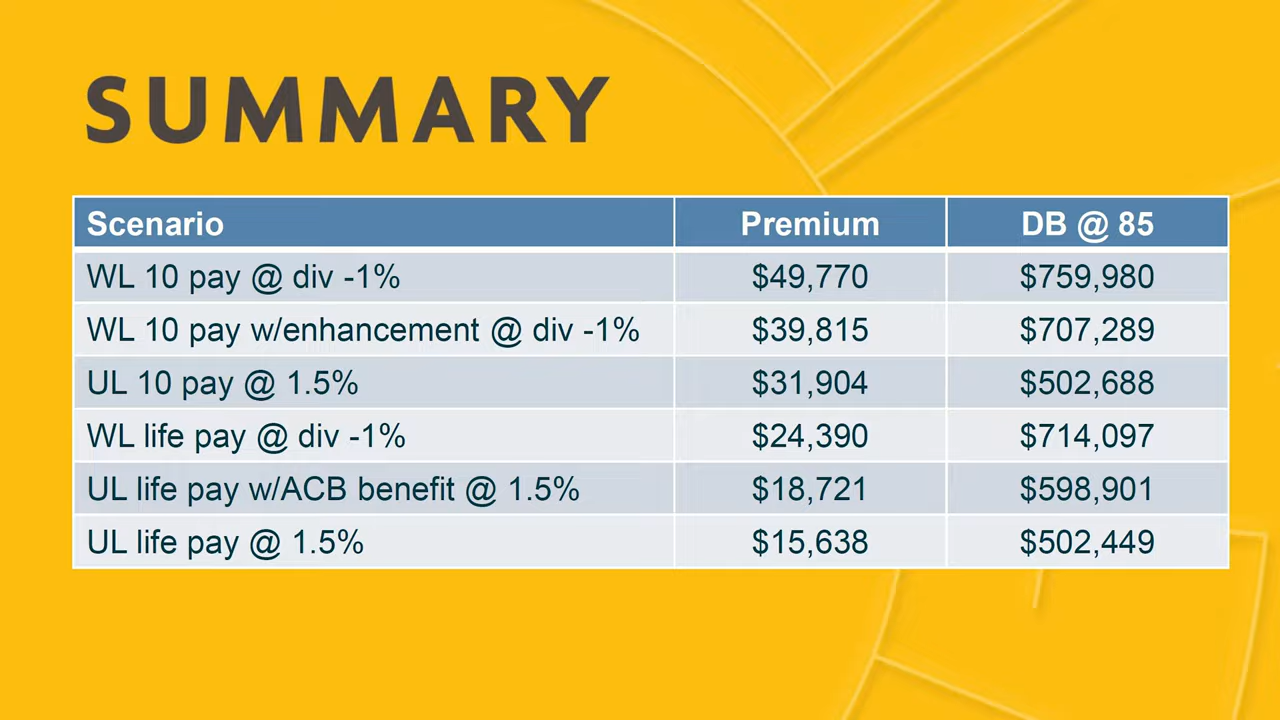 SUMMARY
Scenario Premium DB @ 85
WL 10 pay @ div -1% $49,770 $759,980
WL 10 pay w/enhancement @ div -1% $39,815 $707,289
UL 10 pay @ 1.5% $31,904 $502,688
WL life pay @ div -1% $24,390 $714,097
UL life pay w/ACB benefit @ 1.5% $18,721 $598,901
UL life pay @ 1.5% $15,638 $502,449